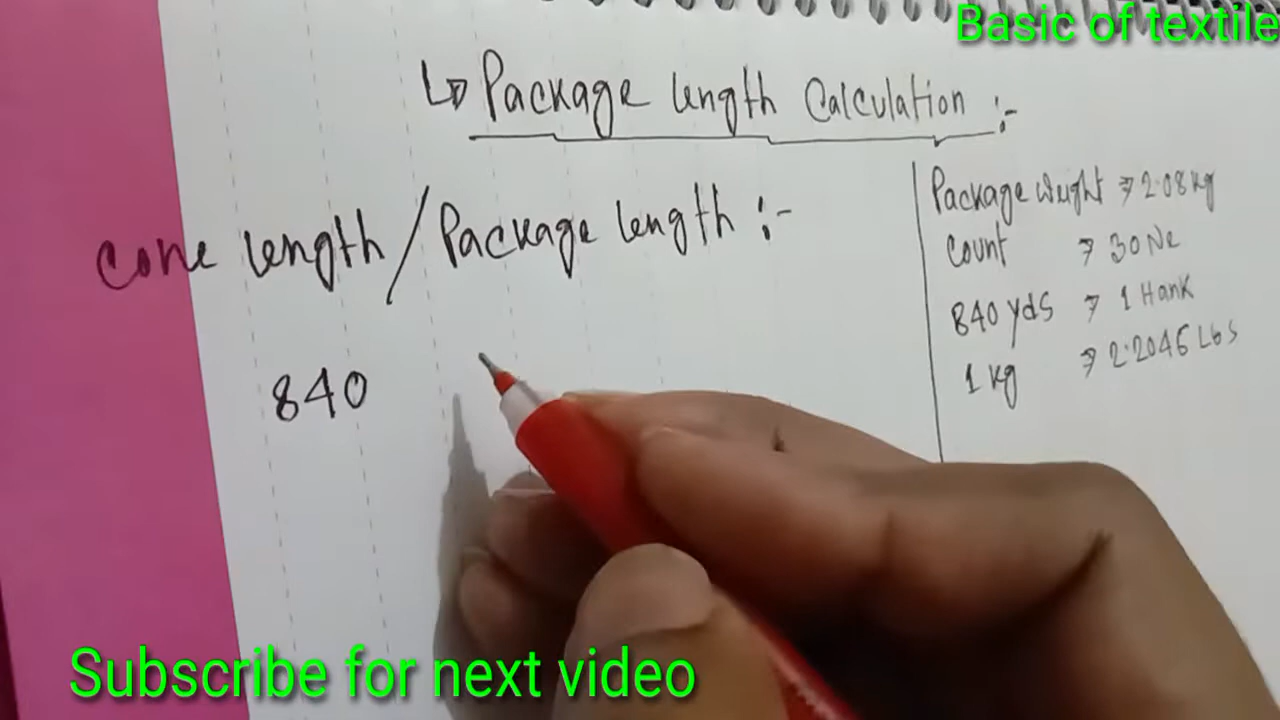 Basic of textile
Package length Calculation :-
Cone length / Package length :-
840
Package weight ⇒ 2.08 kg
Count ⇒ 30 Ne
840 yds ⇒ 1 Hank
1 kg ⇒ 2.2046 Lbs
Subscribe for next video